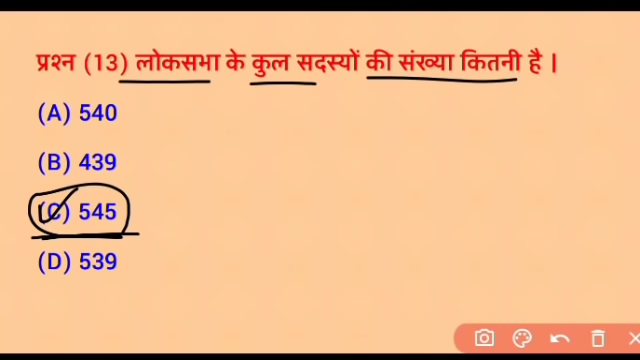 प्रश्न (13) लोकसभा के कुल सदस्यों की संख्या कितनी है ।
(A) 540
(B) 439
(C) 545
(D) 539